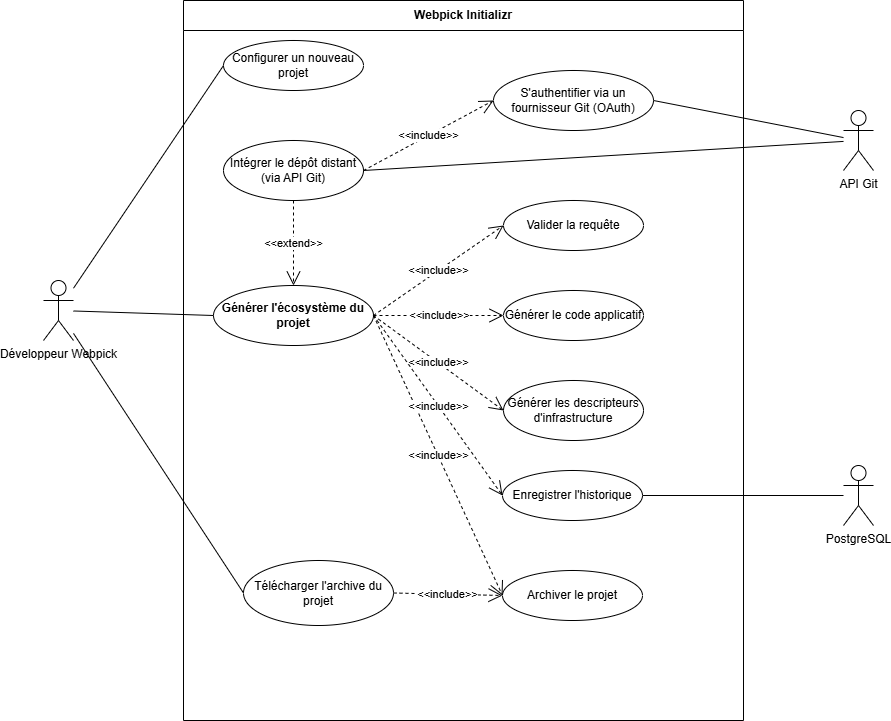 Webpick Initializr
Configurer un nouveau
projet
S'authentifier via un
fournisseur Git (OAuth)
<<include>>
Intégrer le dépôt distant
(via API Git)
API Git
Valider la requête
<<extend>>
<<include>>
Générer l'écosystème du
projet
<<include>>
Générer le code applicatif
Développeur Webpick
<<include>>
Générer les descripteurs
d'infrastructure
<<include>>
<<include>>
Enregistrer l'historique
PostgreSQL
Télécharger l'archive du
projet
<<include>>
Archiver le projet